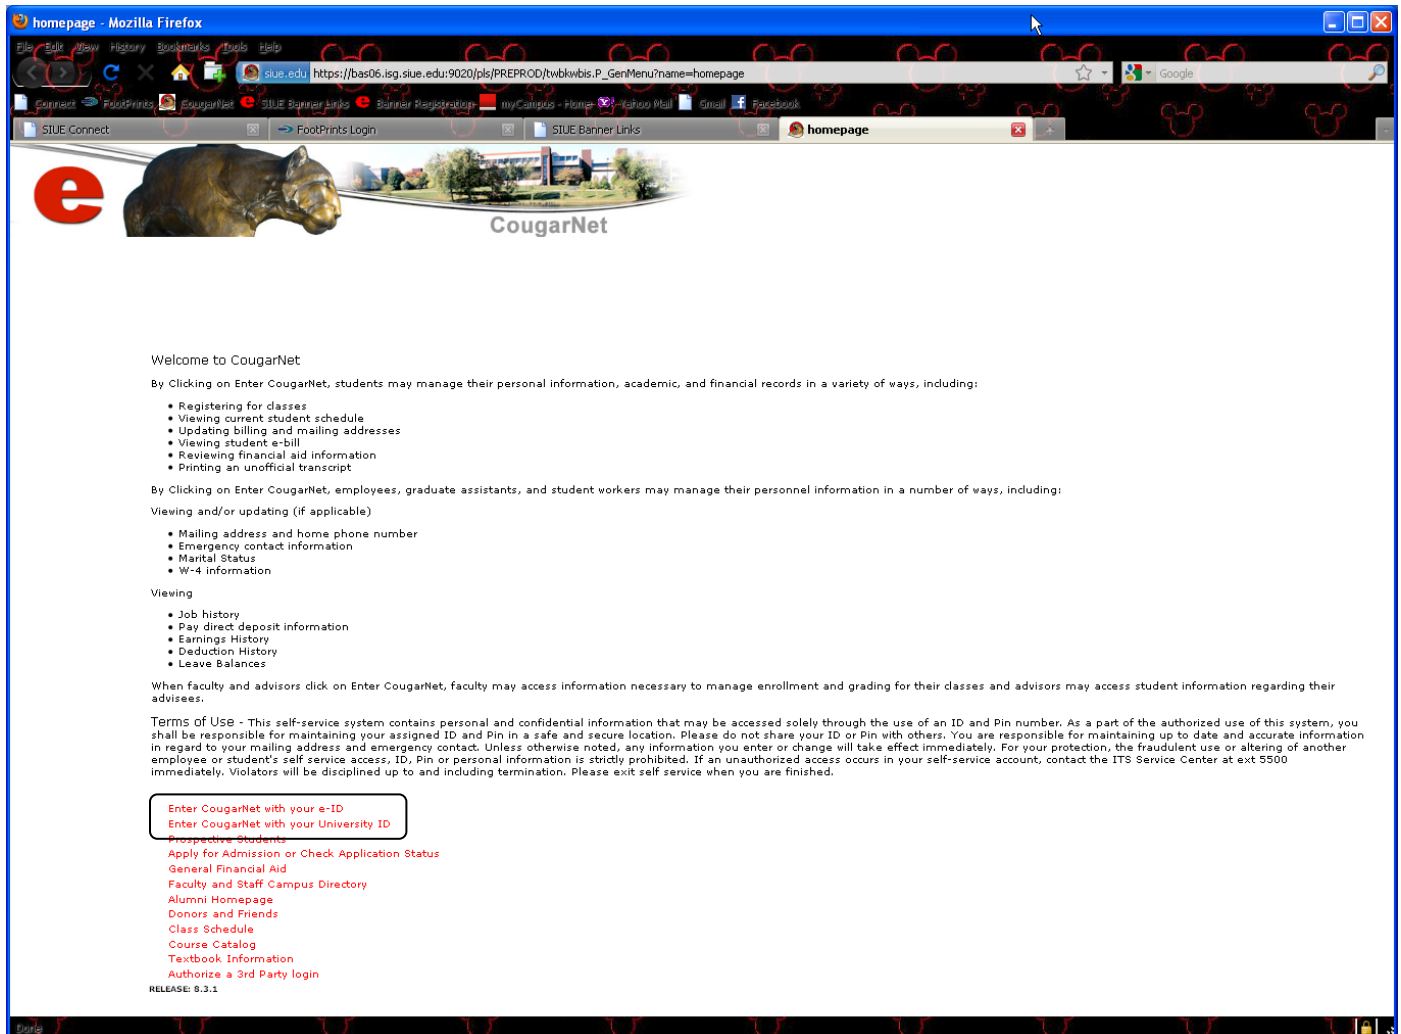 homepage - Mozilla Firefox
File Edit View History Bookmarks Tools Help
siue.edu https://bas06.isg.siue.edu:9020/pls/PREPROD/twbkwbis.P_GenMenu?name=homepage
Google
Connect FootPrints CougarNet SIUE Banner Links Banner Registration myCampus - Home Yahoo Mail Gmail Facebook
SIUE Connect FootPrints Login SIUE Banner Links homepage
e
CougarNet
Welcome to CougarNet
By Clicking on Enter CougarNet, students may manage their personal information, academic, and financial records in a variety of ways, including:
• Registering for classes
• Viewing current student schedule
• Updating billing and mailing addresses
• Viewing student e-bill
• Reviewing financial aid information
• Printing an unofficial transcript
By Clicking on Enter CougarNet, employees, graduate assistants, and student workers may manage their personnel information in a number of ways, including:
Viewing and/or updating (if applicable)
• Mailing address and home phone number
• Emergency contact information
• Marital Status
• W-4 information
Viewing
• Job history
• Pay direct deposit information
• Earnings History
• Deduction History
• Leave Balances
When faculty and advisors click on Enter CougarNet, faculty may access information necessary to manage enrollment and grading for their classes and advisors may access student information regarding their
advisees.
Terms of Use - This self-service system contains personal and confidential information that may be accessed solely through the use of an ID and Pin number. As a part of the authorized use of this system, you
shall be responsible for maintaining your assigned ID and Pin in a safe and secure location. Please do not share your ID or Pin with others. You are responsible for maintaining up to date and accurate information
in regard to your mailing address and emergency contact. Unless otherwise noted, any information you enter or change will take effect immediately. For your protection, the fraudulent use or altering of another
employee or student's self service access, ID, Pin or personal information is strictly prohibited. If an unauthorized access occurs in your self-service account, contact the ITS Service Center at ext 5500
immediately. Violators will be disciplined up to and including termination. Please exit self service when you are finished.
Enter CougarNet with your e-ID
Enter CougarNet with your University ID
Prospective Students
Apply for Admission or Check Application Status
General Financial Aid
Faculty and Staff Campus Directory
Alumni Homepage
Donors and Friends
Class Schedule
Course Catalog
Textbook Information
Authorize a 3rd Party login
RELEASE: 8.3.1
Done